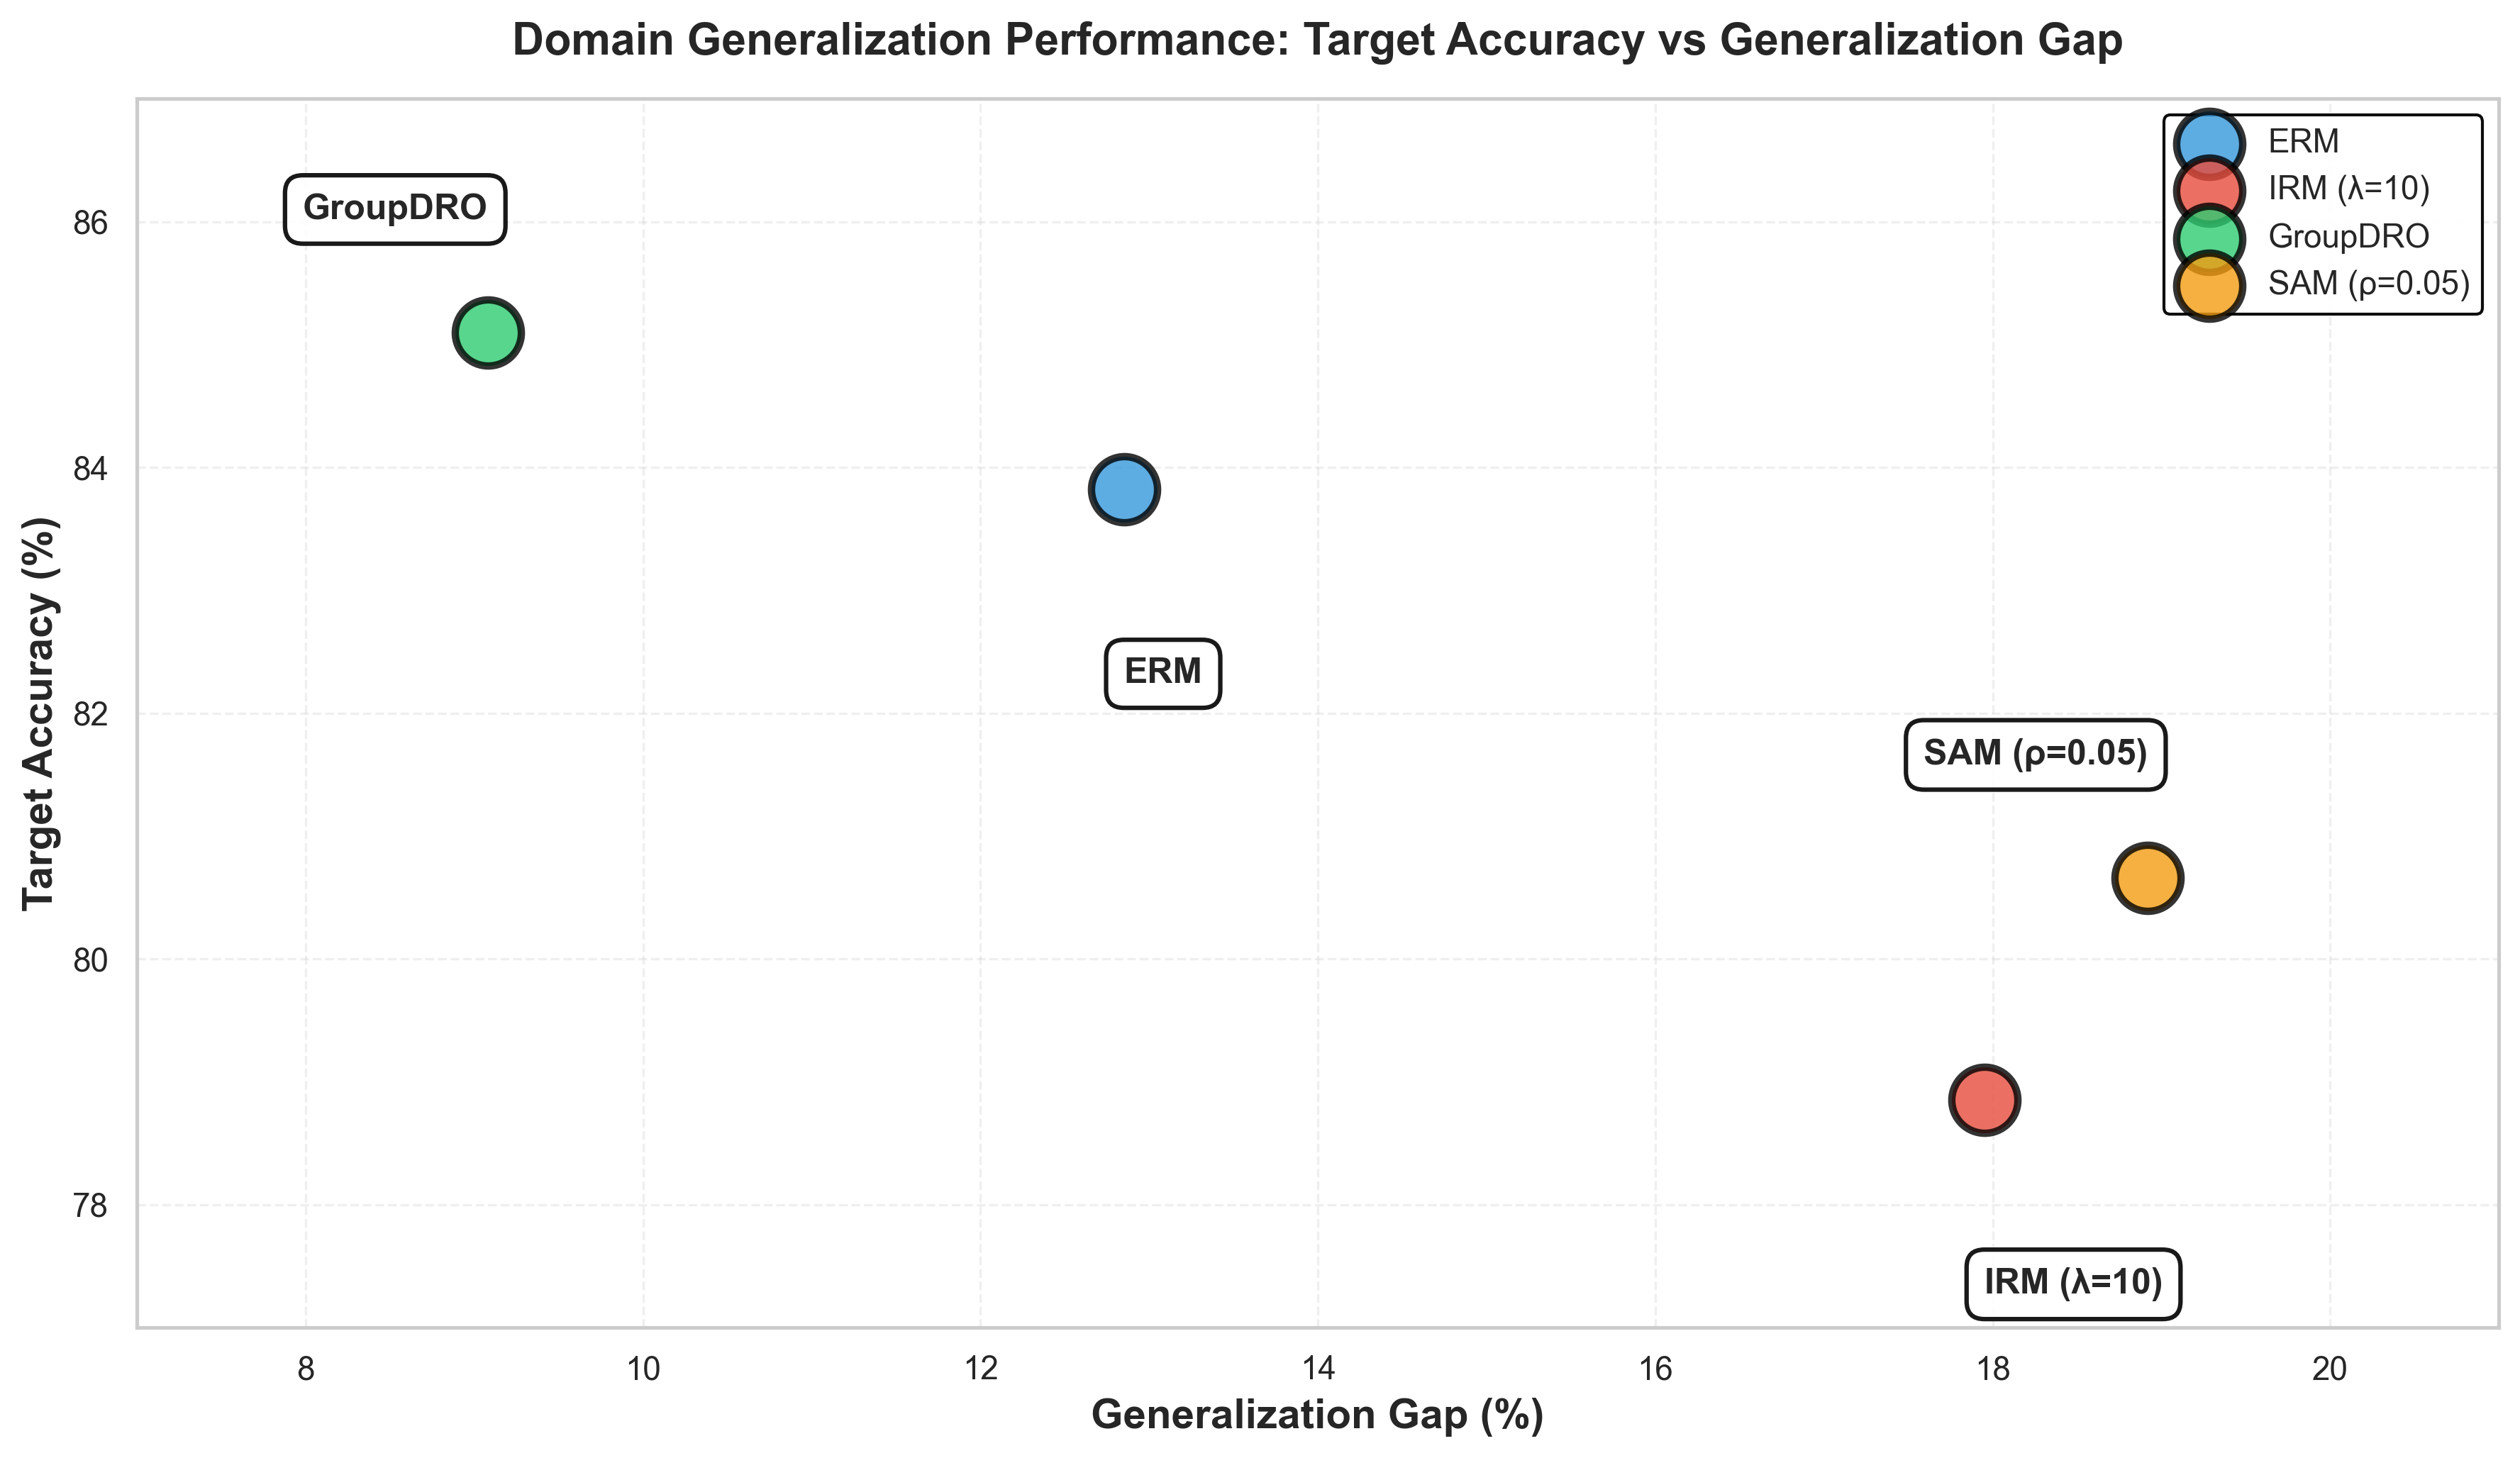 Domain Generalization Performance: Target Accuracy vs Generalization Gap
ERM
IRM (λ=10)
GroupDRO
SAM (ρ=0.05)
GroupDRO
ERM
SAM (ρ=0.05)
IRM (λ=10)
Target Accuracy (%)
86
84
82
80
78
8
10
12
14
16
18
20
Generalization Gap (%)